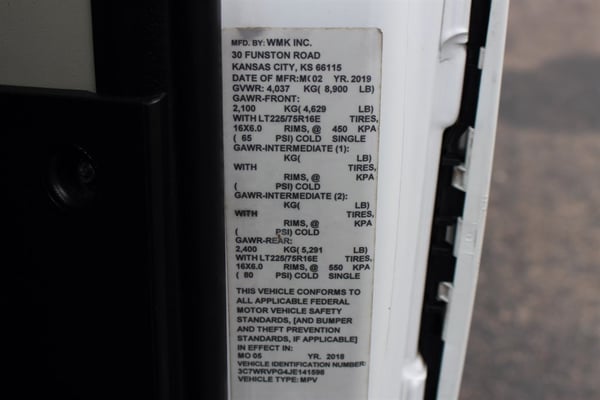 MFD. BY: WMK INC.
30 FUNSTON ROAD
KANSAS CITY, KS 66115
DATE OF MFR:MO 02 YR. 2019
GVWR: 4,037 KG( 8,900 LB)
GAWR-FRONT:
2,100 KG( 4,629 LB)
WITH LT225/75R16E TIRES,
16X6.0 RIMS, @ 450 KPA
( 65 PSI) COLD SINGLE
GAWR-INTERMEDIATE (1):
KG( LB)
WITH TIRES,
RIMS, @ KPA
( PSI) COLD
GAWR-INTERMEDIATE (2):
KG( LB)
WITH TIRES,
RIMS, @ KPA
( PSI) COLD
GAWR-REAR:
2,400 KG( 5,291 LB)
WITH LT225/75R16E TIRES,
16X6.0 RIMS, @ 550 KPA
( 80 PSI) COLD SINGLE
THIS VEHICLE CONFORMS TO
ALL APPLICABLE FEDERAL
MOTOR VEHICLE SAFETY
STANDARDS, [AND BUMPER
AND THEFT PREVENTION
STANDARDS, IF APPLICABLE]
IN EFFECT IN:
MO 05 YR. 2018
VEHICLE IDENTIFICATION NUMBER:
3C7WRVPG4JE141598
VEHICLE TYPE: MPV